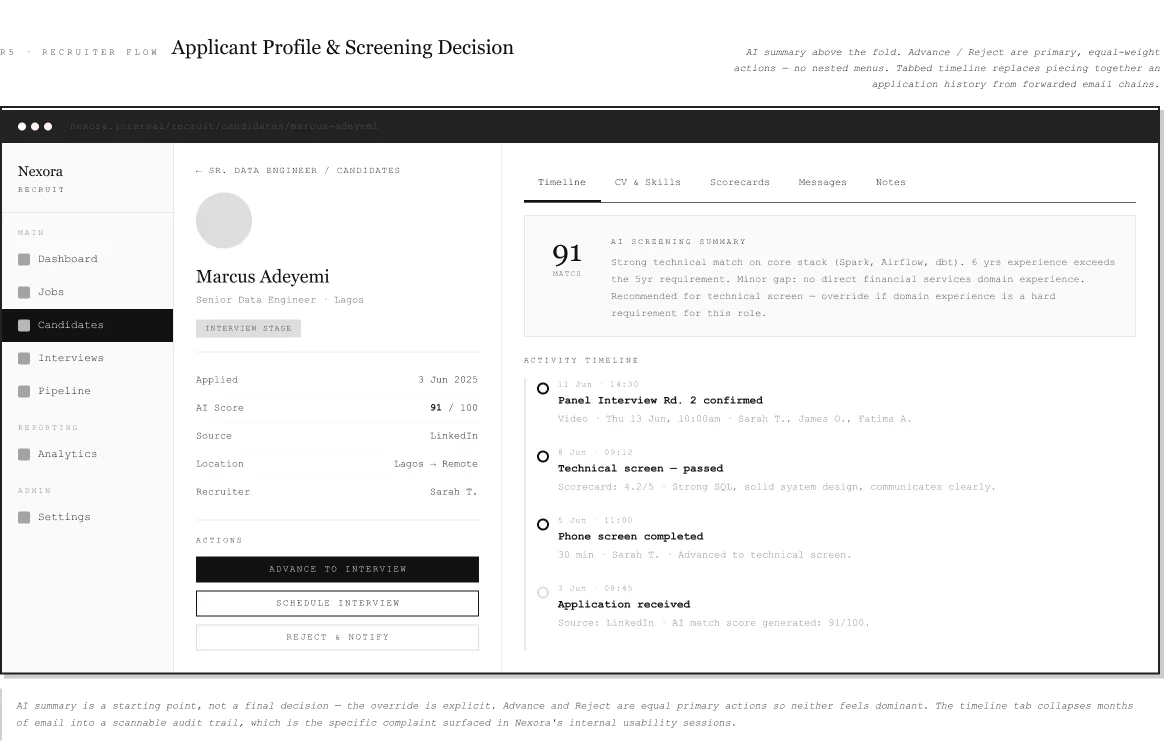 R5 · RECRUITER FLOW Applicant Profile & Screening Decision
AI summary above the fold. Advance / Reject are primary, equal-weight
actions — no nested menus. Tabbed timeline replaces piecing together an
application history from forwarded email chains.
nexora.internal/recruit/candidates/marcus-adeyemi
Nexora
RECRUIT
MAIN
Dashboard
Jobs
Candidates
Interviews
Pipeline
REPORTING
Analytics
ADMIN
Settings
← SR. DATA ENGINEER / CANDIDATES
Marcus Adeyemi
Senior Data Engineer · Lagos
INTERVIEW STAGE
Applied 3 Jun 2025
AI Score 91 / 100
Source LinkedIn
Location Lagos → Remote
Recruiter Sarah T.
ACTIONS
ADVANCE TO INTERVIEW
SCHEDULE INTERVIEW
REJECT & NOTIFY
Timeline CV & Skills Scorecards Messages Notes
91
MATCH
AI SCREENING SUMMARY
Strong technical match on core stack (Spark, Airflow, dbt). 6 yrs experience exceeds
the 5yr requirement. Minor gap: no direct financial services domain experience.
Recommended for technical screen — override if domain experience is a hard
requirement for this role.
ACTIVITY TIMELINE
11 Jun · 14:30
Panel Interview Rd. 2 confirmed
Video · Thu 13 Jun, 10:00am · Sarah T., James O., Fatima A.
8 Jun · 09:12
Technical screen — passed
Scorecard: 4.2/5 · Strong SQL, solid system design, communicates clearly.
5 Jun · 11:00
Phone screen completed
30 min · Sarah T. · Advanced to technical screen.
3 Jun · 08:45
Application received
Source: LinkedIn · AI match score generated: 91/100.
AI summary is a starting point, not a final decision — the override is explicit. Advance and Reject are equal primary actions so neither feels dominant. The timeline tab collapses months
of email into a scannable audit trail, which is the specific complaint surfaced in Nexora's internal usability sessions.